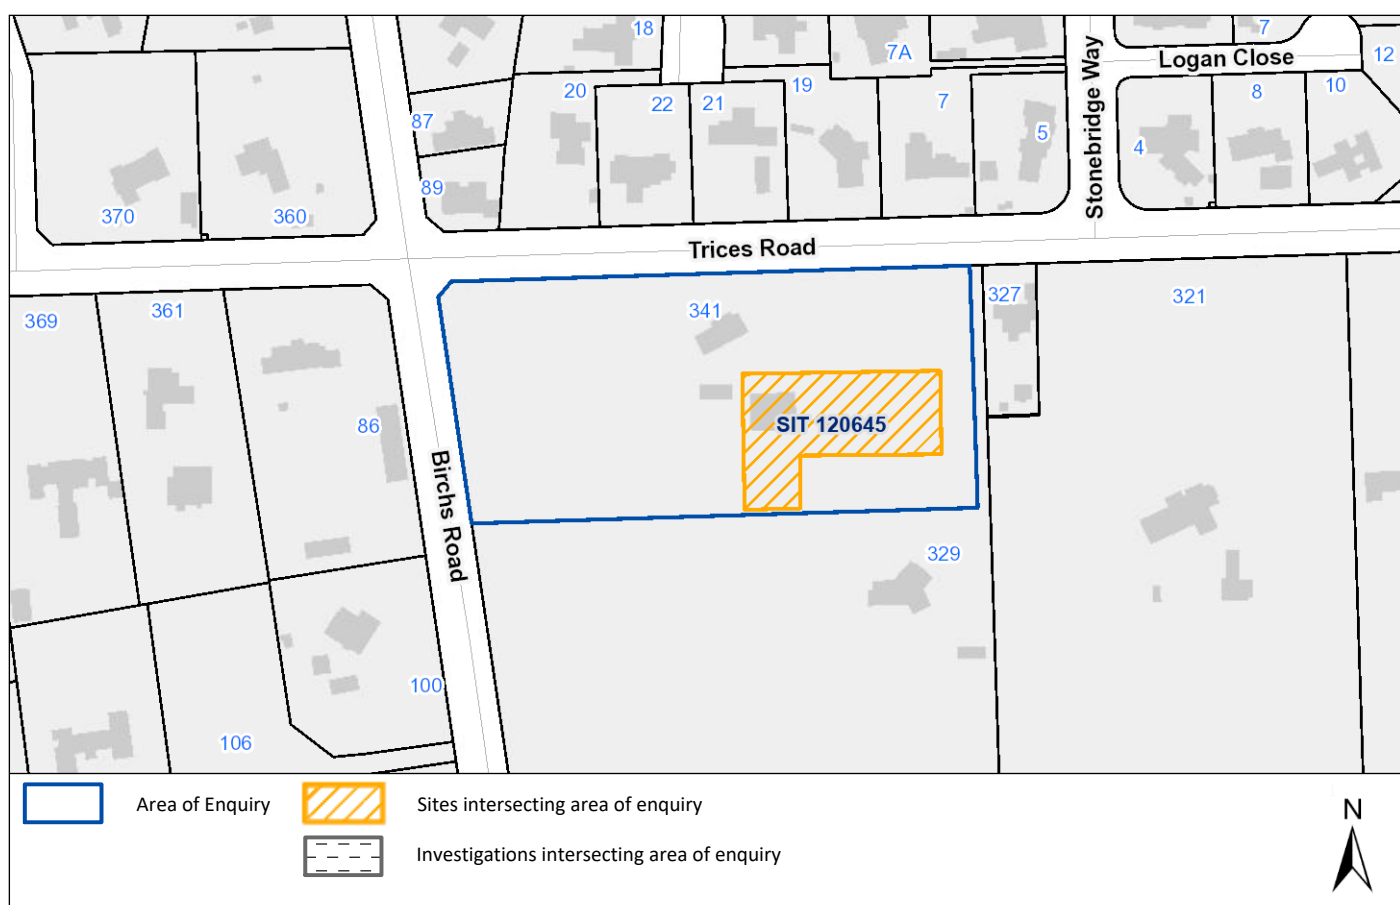 18
7A
7
Logan Close
12
20
22
21
19
7
5
Stonebridge Way
4
8
10
87
89
370
360
Trices Road
369
361
341
327
321
86
SIT 120645
Birchs Road
329
100
106
Area of Enquiry
Sites intersecting area of enquiry
Investigations intersecting area of enquiry
N